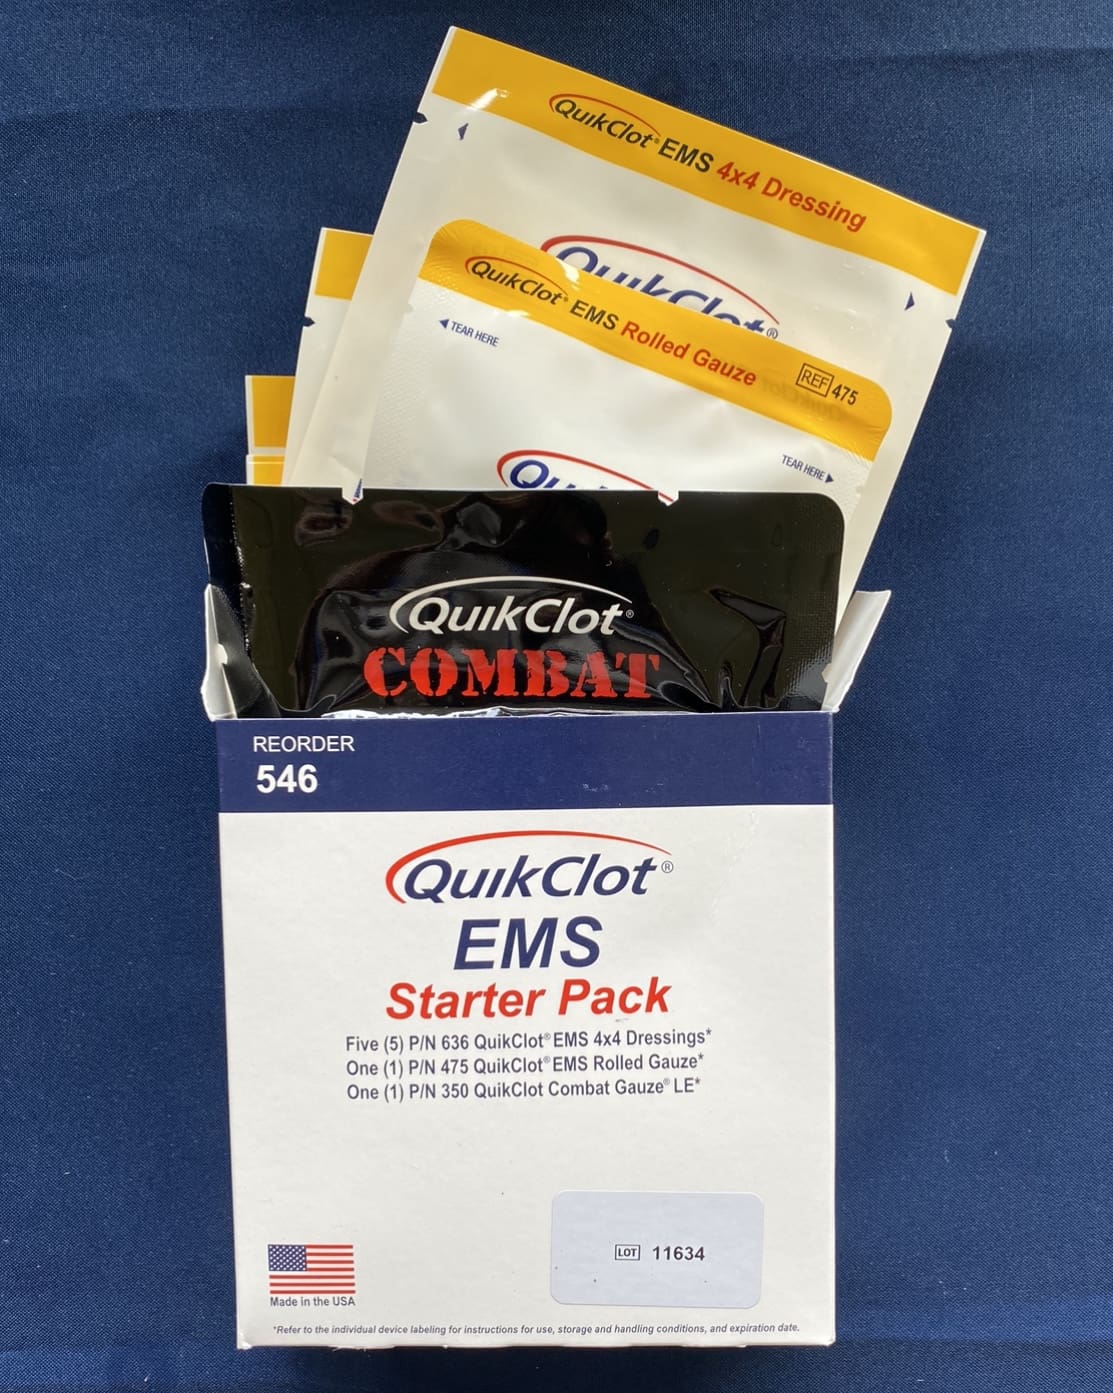 QuikClot® EMS 4x4 Dressing
QuikClot®
QuikClot® EMS Rolled Gauze REF 475
TEAR HERE
TEAR HERE
QuikClot®
COMBAT
REORDER
546
QuikClot®
EMS
Starter Pack
Five (5) P/N 636 QuikClot® EMS 4x4 Dressings*
One (1) P/N 475 QuikClot® EMS Rolled Gauze*
One (1) P/N 350 QuikClot Combat Gauze® LE*
LOT 11634
Made in the USA
*Refer to the individual device labeling for instructions for use, storage and handling conditions, and expiration date.